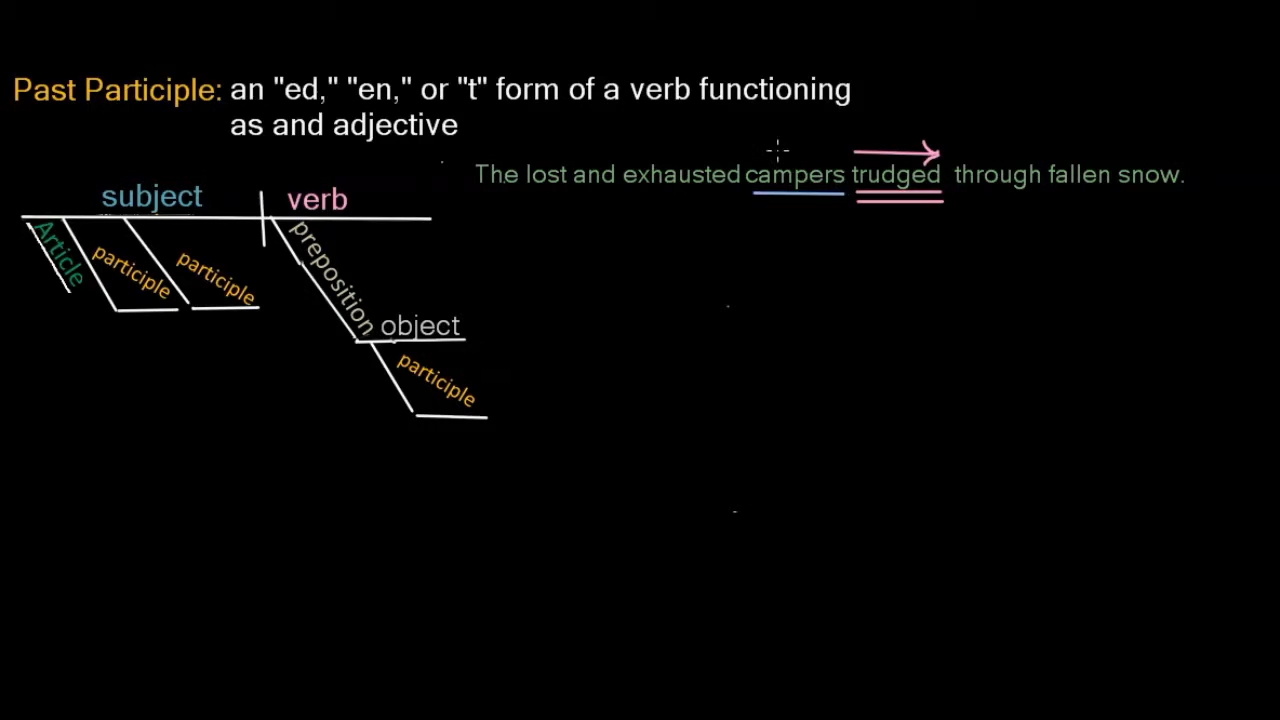 Past Participle: an "ed," "en," or "t" form of a verb functioning
as and adjective
The lost and exhausted campers trudged through fallen snow.
subject verb
Article participle participle preposition
object
participle